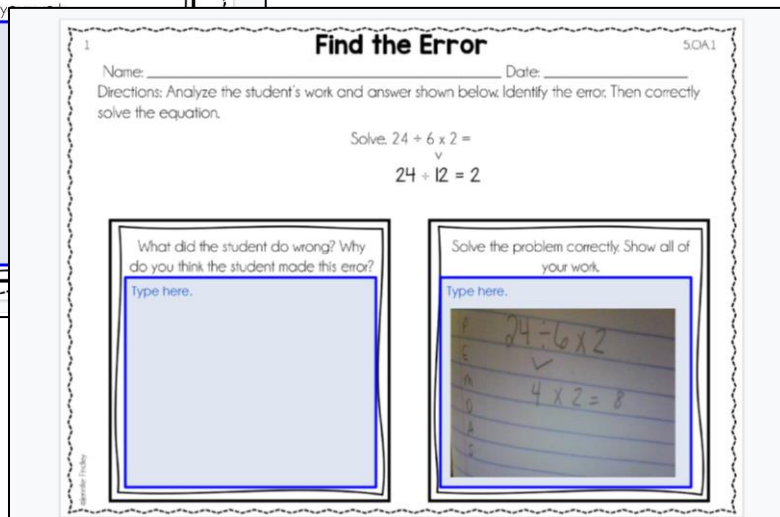 1
Find the Error
5.OA.1
Name: Date:
Directions: Analyze the student's work and answer shown below. Identify the error. Then correctly
solve the equation.
Solve. 24 ÷ 6 x 2 =
24 ÷ 12 = 2
What did the student do wrong? Why
do you think the student made this error?
Type here.
Solve the problem correctly. Show all of
your work.
Type here.
P
E
M
D
A
S
24 ÷ 6 x 2
4 x 2 = 8